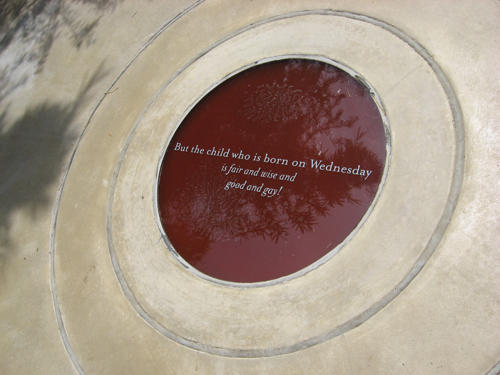 But the child who is born on Wednesday
is fair and wise and
good and gay!